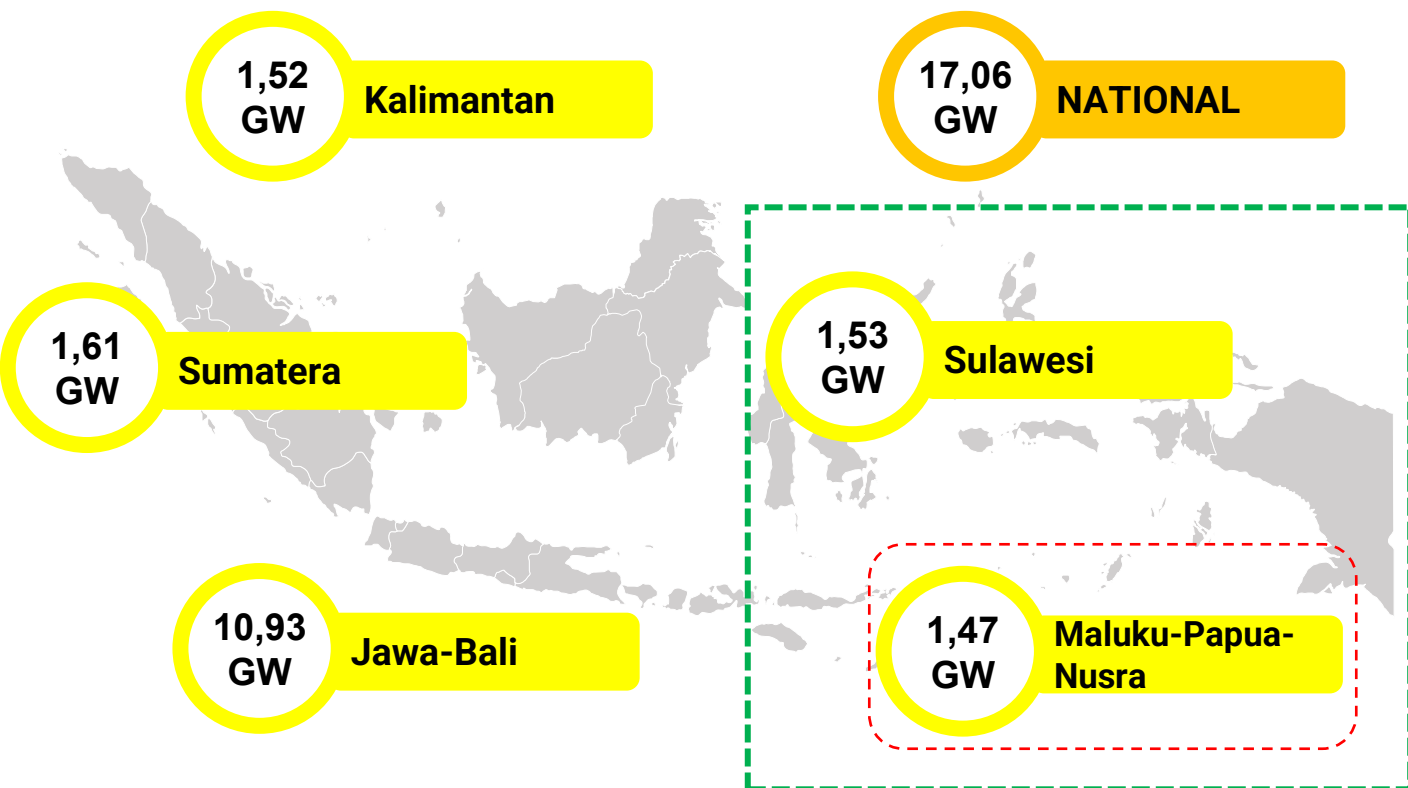 1,52
GW
Kalimantan
17,06
GW
NATIONAL
1,61
GW
Sumatera
1,53
GW
Sulawesi
10,93
GW
Jawa-Bali
1,47
GW
Maluku-Papua-
Nusra